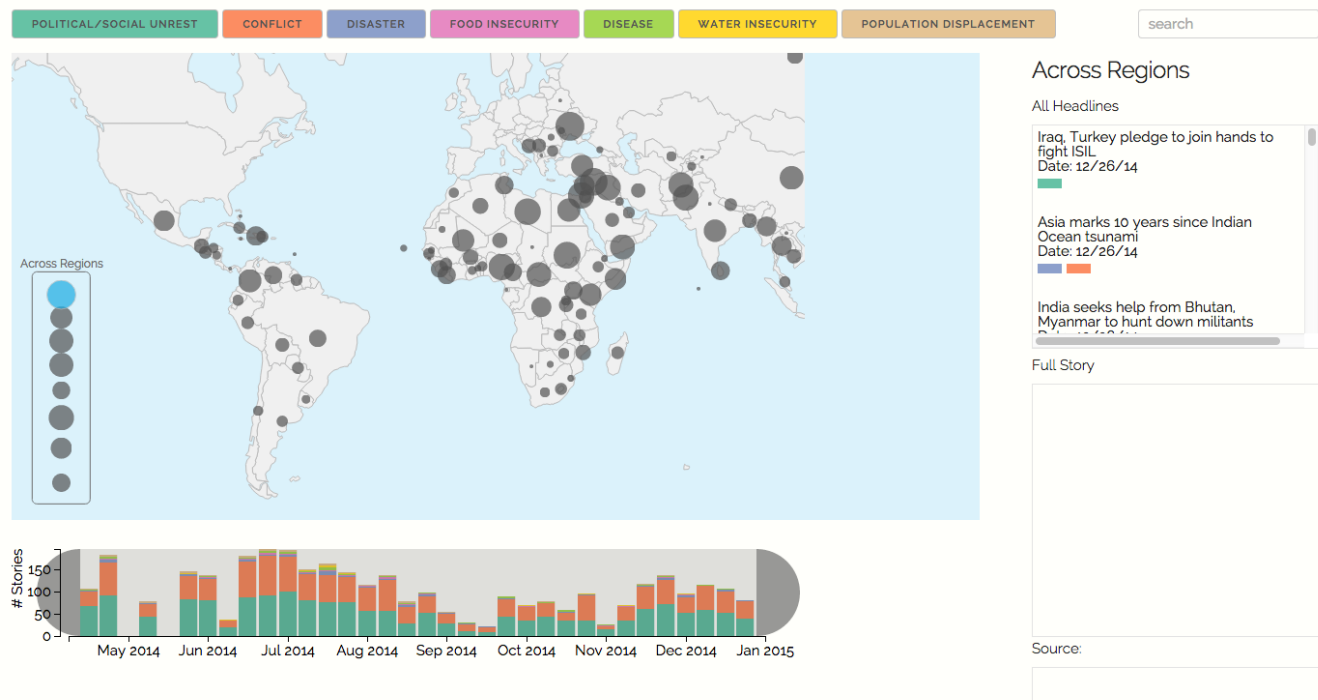 POLITICAL/SOCIAL UNREST
CONFLICT
DISASTER
FOOD INSECURITY
DISEASE
WATER INSECURITY
POPULATION DISPLACEMENT
search
Across Regions
All Headlines
Iraq, Turkey pledge to join hands to
fight ISIL
Date: 12/26/14
Asia marks 10 years since Indian
Ocean tsunami
Date: 12/26/14
India seeks help from Bhutan,
Myanmar to hunt down militants
Full Story
Source:
Across Regions
# Stories
150
100
50
0
May 2014
Jun 2014
Jul 2014
Aug 2014
Sep 2014
Oct 2014
Nov 2014
Dec 2014
Jan 2015